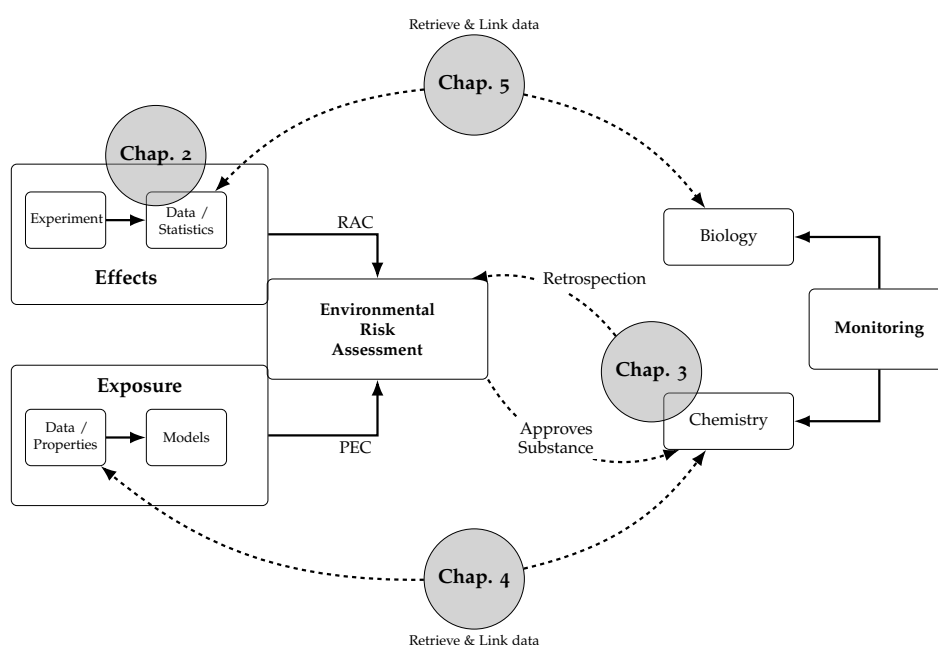 Retrieve & Link data
Chap. 5
Chap. 2
Experiment
Data /
Statistics
Effects
RAC
Biology
Retrospection
Environmental
Risk
Assessment
Monitoring
Chap. 3
Exposure
Data /
Properties
Models
PEC
Approves
Substance
Chemistry
Chap. 4
Retrieve & Link data